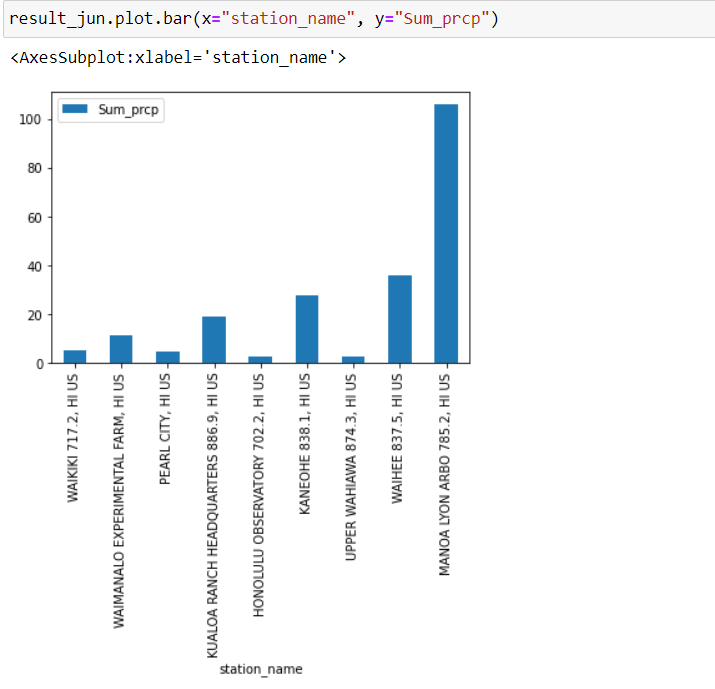 result_jun.plot.bar(x="station_name", y="Sum_prcp")
<AxesSubplot:xlabel='station_name'>
Sum_prcp
100
80
60
40
20
0
WAIKIKI 717.2, HI US
WAIMANALO EXPERIMENTAL FARM, HI US
PEARL CITY, HI US
KUALOA RANCH HEADQUARTERS 886.9, HI US
HONOLULU OBSERVATORY 702.2, HI US
KANEOHE 838.1, HI US
UPPER WAHIAWA 874.3, HI US
WAIHEE 837.5, HI US
MANOA LYON ARBO 785.2, HI US
station_name